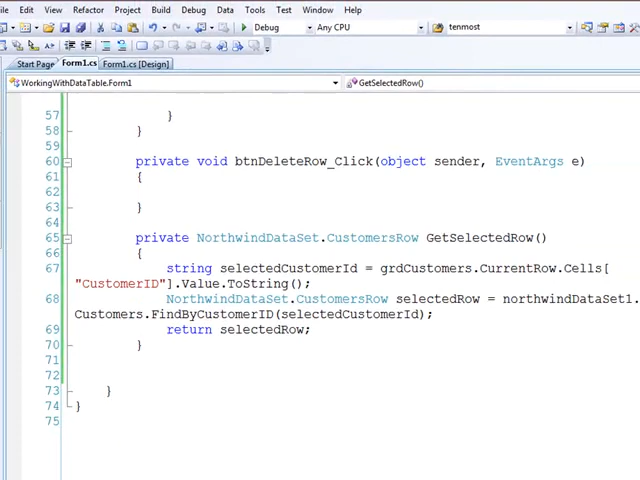 File Edit View Refactor Project Build Debug Data Tools Test Window Help
Debug Any CPU tenmost
Start Page Form1.cs Form1.cs [Design]
WorkingWithDataTable.Form1 GetSelectedRow()
57 }
58 }
59
60 private void btnDeleteRow_Click(object sender, EventArgs e)
61 {
62
63 }
64
65 private NorthwindDataSet.CustomersRow GetSelectedRow()
66 {
67 string selectedCustomerId = grdCustomers.CurrentRow.Cells[
"CustomerID"].Value.ToString();
68 NorthwindDataSet.CustomersRow selectedRow = northwindDataSet1.
Customers.FindByCustomerID(selectedCustomerId);
69 return selectedRow;
70 }
71
72
73 }
74 }
75